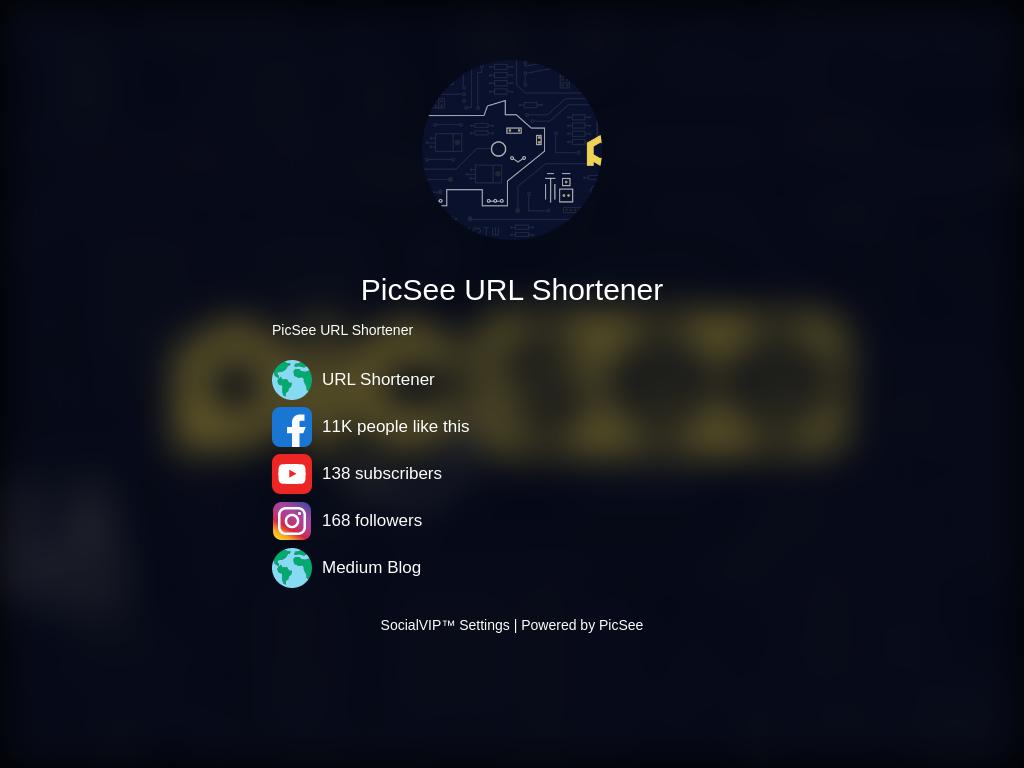 PicSee URL Shortener
PicSee URL Shortener
URL Shortener
11K people like this
138 subscribers
168 followers
Medium Blog
SocialVIP™ Settings | Powered by PicSee